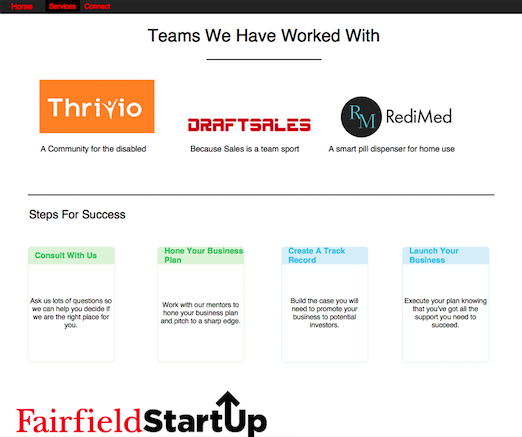 Home Services Connect
Teams We Have Worked With
Thrivio
DRAFTSALES
RM RediMed
A Community for the disabled
Because Sales is a team sport
A smart pill dispenser for home use
Steps For Success
Consult With Us
Ask us lots of questions so
we can help you decide if
we are the right place for
you.
Hone Your Business
Plan
Work with our mentors to
hone your business plan
and pitch to a sharp edge.
Create A Track
Record
Build the case you will
need to promote your
business to potential
investors.
Launch Your
Business
Execute your plan knowing
that you've got all the
support you need to
succeed.
FairfieldStartUp